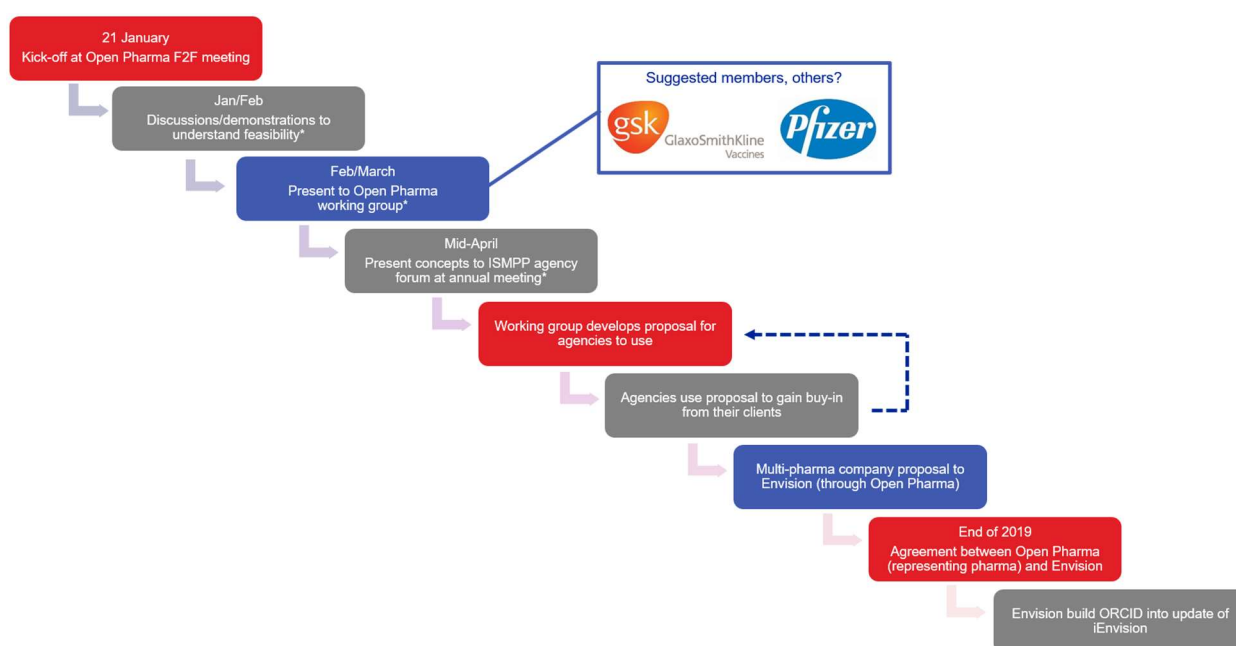 21 January
Kick-off at Open Pharma F2F meeting
Suggested members, others?
gsk
GlaxoSmithKline
Vaccines
Pfizer
Jan/Feb
Discussions/demonstrations to
understand feasibility*
Feb/March
Present to Open Pharma
working group*
Mid-April
Present concepts to ISMPP agency
forum at annual meeting*
Working group develops proposal for
agencies to use
Agencies use proposal to gain buy-in
from their clients
Multi-pharma company proposal to
Envision (through Open Pharma)
End of 2019
Agreement between Open Pharma
(representing pharma) and Envision
Envision build ORCID into update of
iEnvision